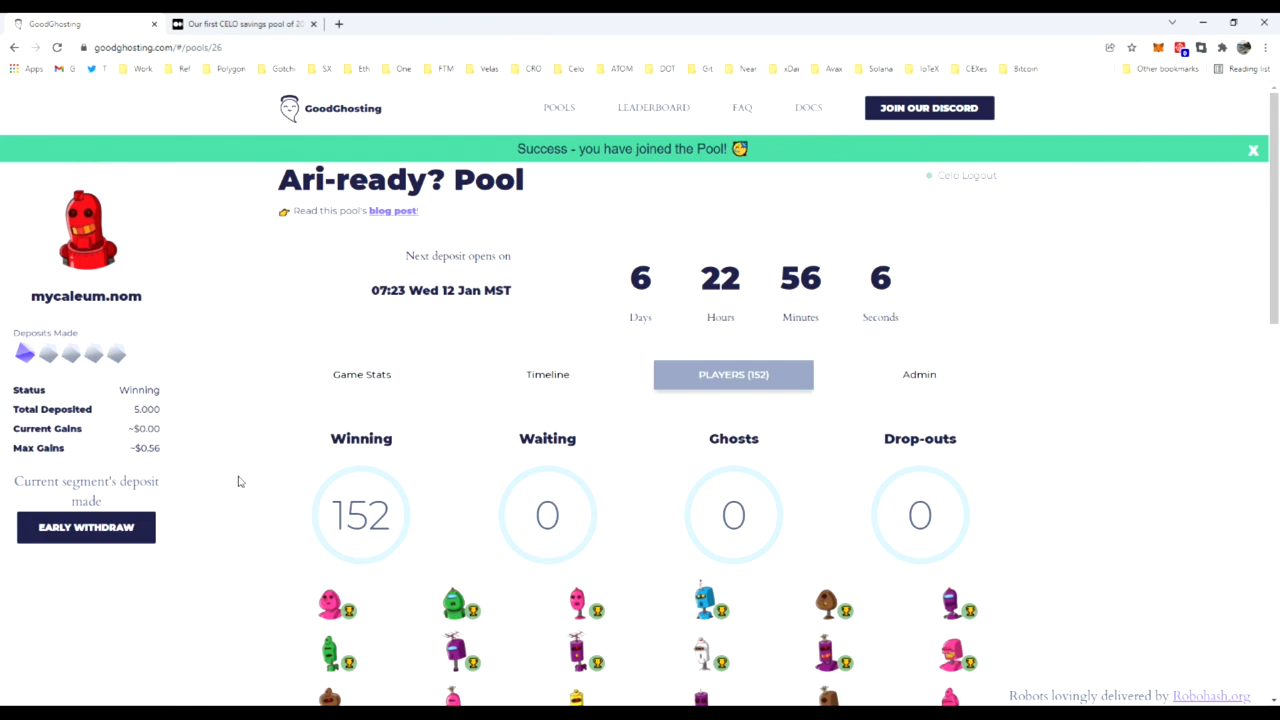 GoodGhosting
Our first CELO savings pool of 20
goodghosting.com/#/pools/26
Apps G T Work Ref Polygon Gotchi SX Eth One FTM Velas CRO Celo ATOM DOT Git Near xDai Avax Solana IoTeX CEXes Bitcoin Other bookmarks Reading list
GoodGhosting POOLS LEADERBOARD FAQ DOCS JOIN OUR DISCORD
Success - you have joined the Pool! X
Ari-ready? Pool
Celo Logout
Read this pool's blog post!
Next deposit opens on
07:23 Wed 12 Jan MST
6 22 56 6
Days Hours Minutes Seconds
mycaleum.nom
Deposits Made
Status Winning
Total Deposited 5.000
Current Gains ~$0.00
Max Gains ~$0.56
Current segment's deposit
made
EARLY WITHDRAW
Game Stats Timeline PLAYERS (152) Admin
Winning Waiting Ghosts Drop-outs
152 0 0 0
Robots lovingly delivered by Robohash.org